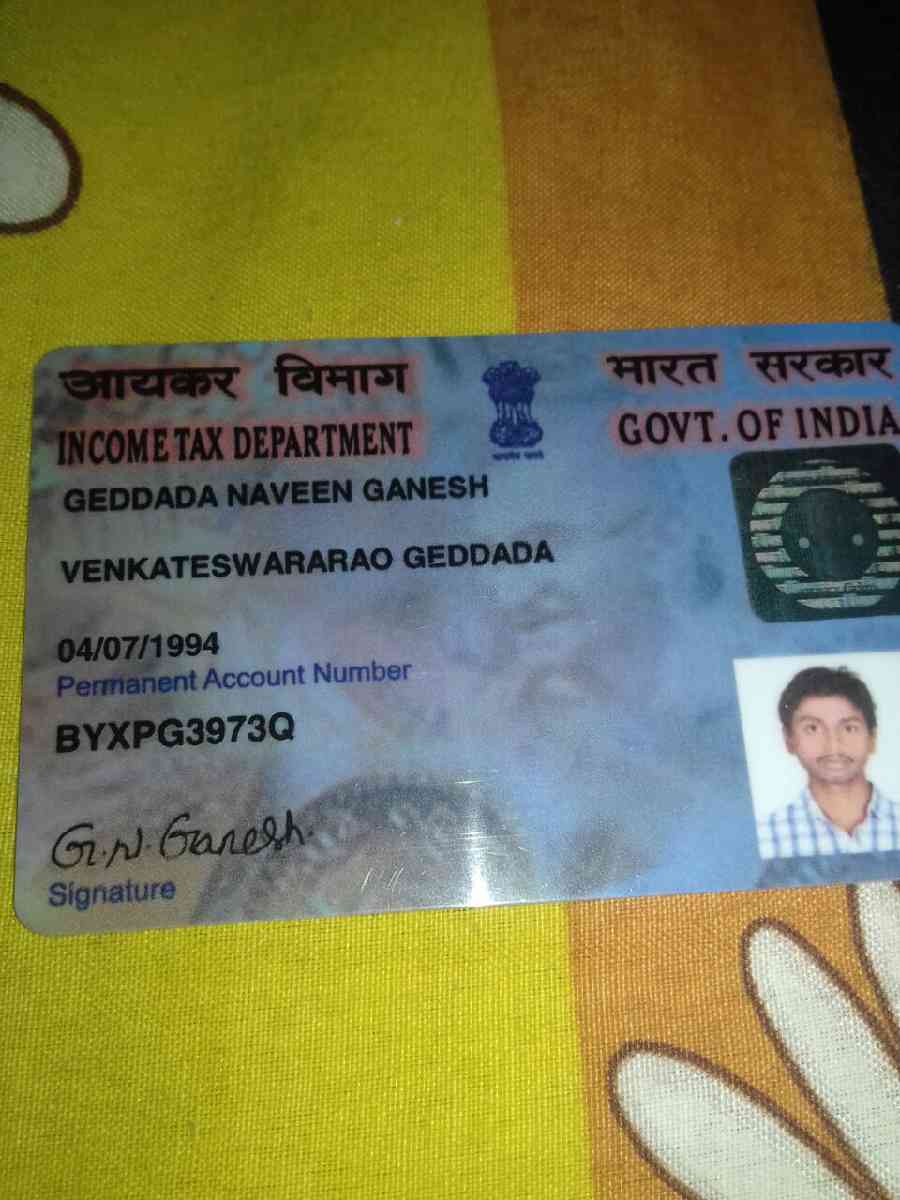 आयकर विभाग
भारत सरकार
INCOME TAX DEPARTMENT
GOVT. OF INDIA
GEDDADA NAVEEN GANESH
VENKATESWARARAO GEDDADA
04/07/1994
Permanent Account Number
BYXPG3973Q
G.N.Ganesh.
Signature